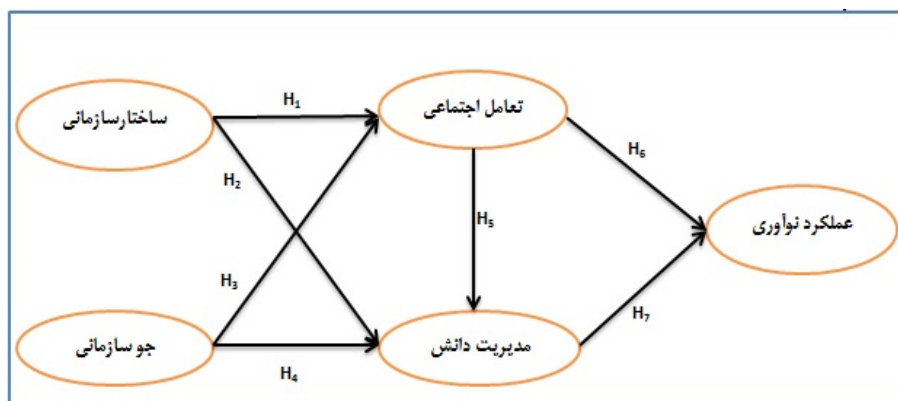 ساختارسازمانی
جو سازمانی
تعامل اجتماعی
مدیریت دانش
عملکرد نوآوری
H1
H2
H3
H4
H5
H6
H7